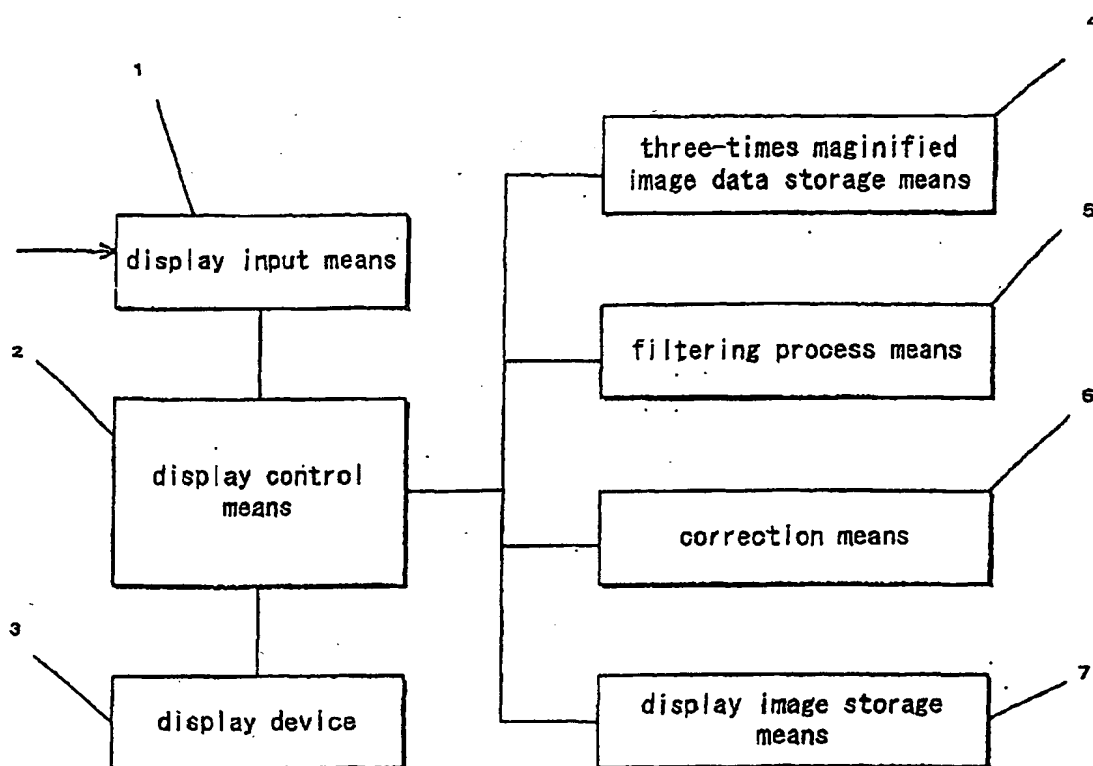 4
1
three-times maginified
image data storage means
5
display input means
2
filtering process means
6
display control
means
correction means
3
7
display image storage
means
display device